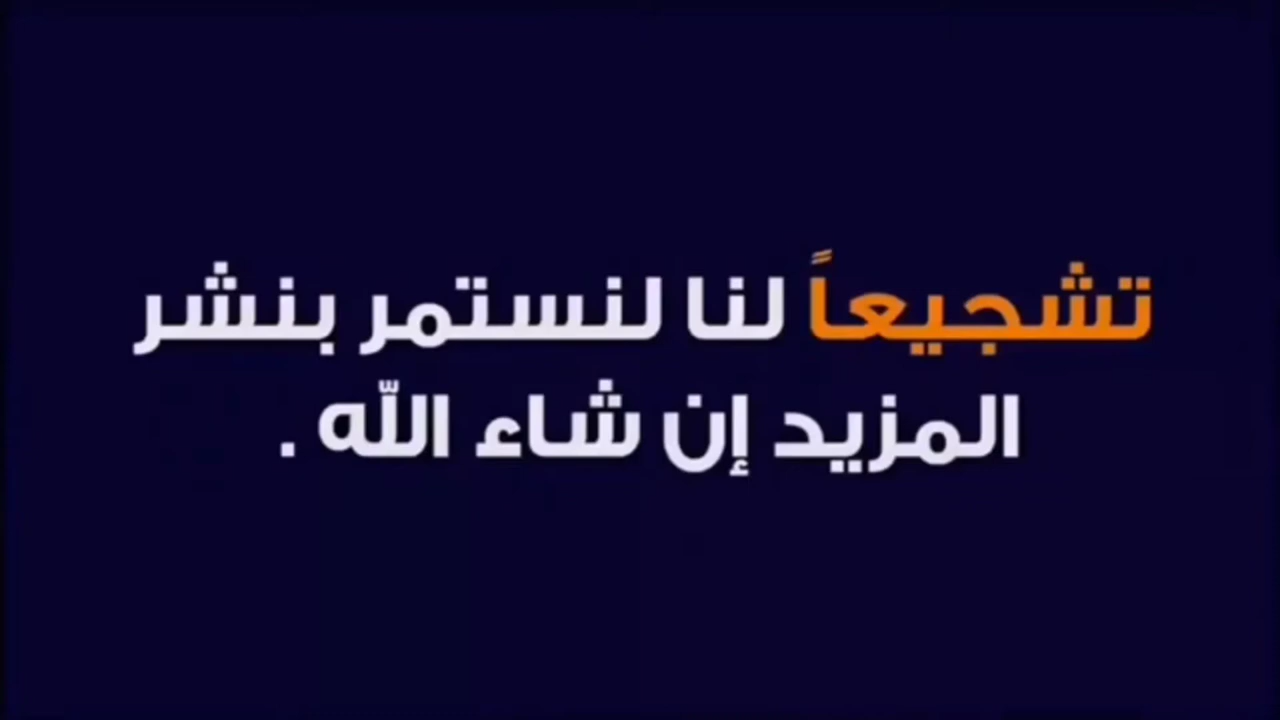 تشجيعاً لنا لنستمر بنشر
المزيد إن شاء اللّه .